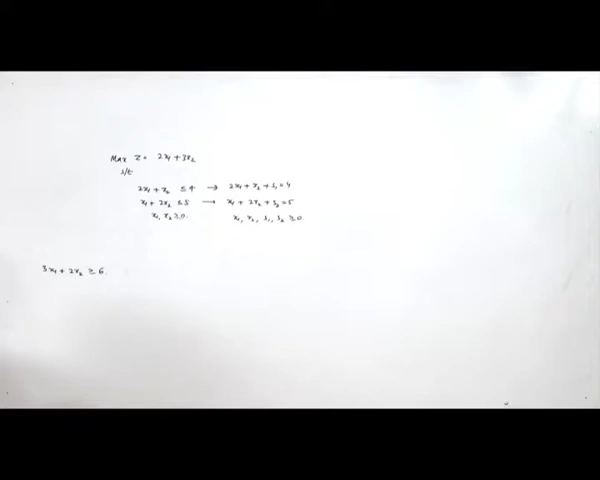 Max Z = 2x₁ + 3x₂
s/t
2x₁ + x₂ ≤ 4 → 2x₁ + x₂ + s₁ = 4
x₁ + 2x₂ ≤ 5 → x₁ + 2x₂ + s₂ = 5
x₁, x₂ ≥ 0. x₁, x₂, s₁, s₂ ≥ 0
3x₁ + 2x₂ ≥ 6.